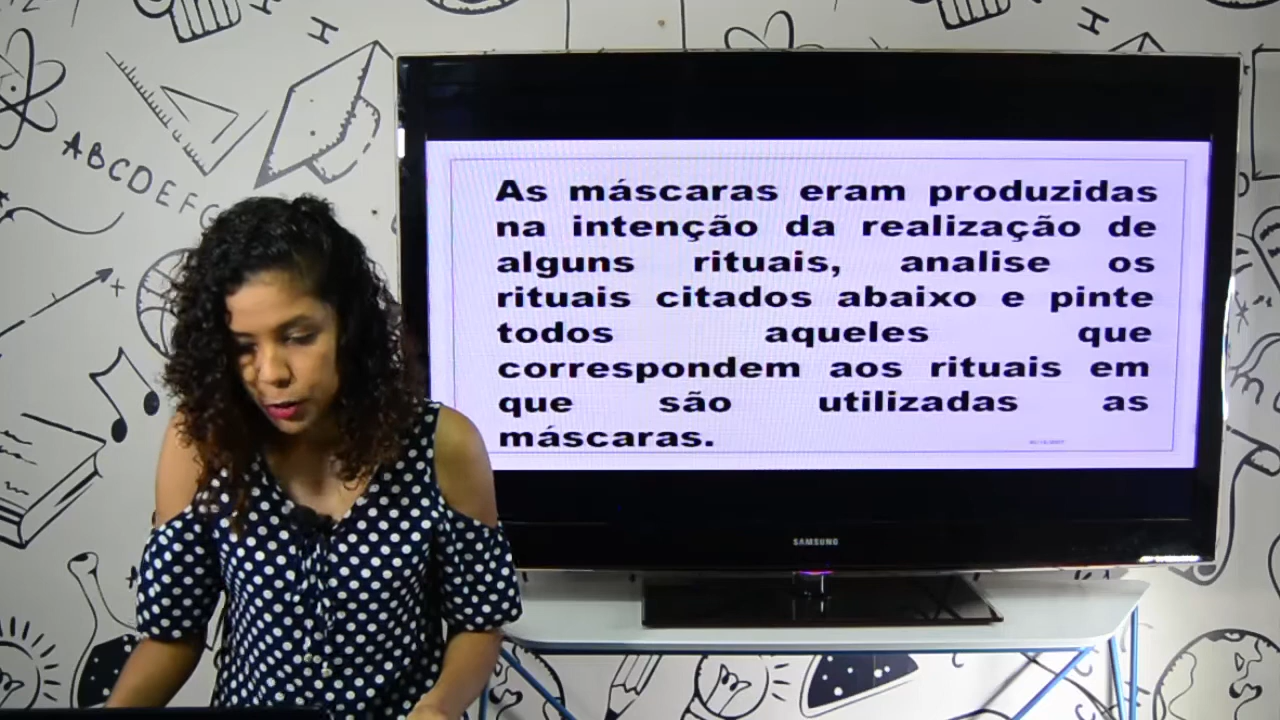 ABCDEFG
As máscaras eram produzidas
na intenção da realização de
alguns rituais, analise os
rituais citados abaixo e pinte
todos aqueles que
correspondem aos rituais em
que são utilizadas as
máscaras.
SAMSUNG